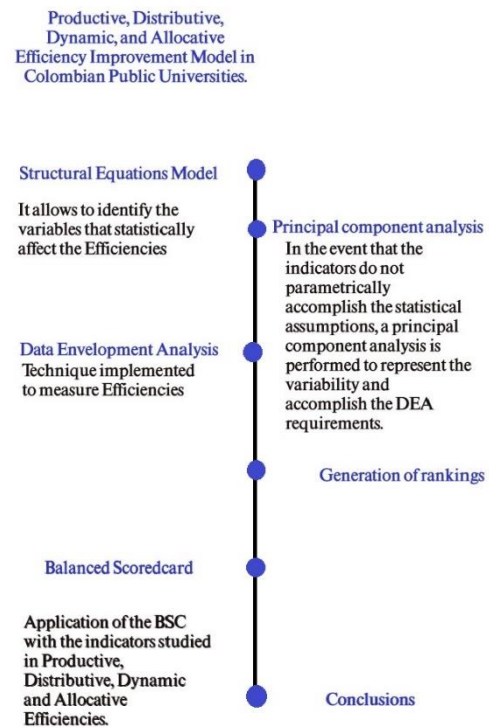 Productive, Distributive,
Dynamic, and Allocative
Efficiency Improvement Model in
Colombian Public Universities.
Structural Equations Model
It allows to identify the
variables that statistically
affect the Efficiencies
Principal component analysis
In the event that the
indicators do not
parametrically
accomplish the statistical
assumptions, a principal
component analysis is
performed to represent the
variability and
accomplish the DEA
requirements.
Data Envelopment Analysis
Technique implemented
to measure Efficiencies
Generation of rankings
Balanced Scoredcard
Application of the BSC
with the indicators studied
in Productive,
Distributive, Dynamic
and Allocative
Efficiencies.
Conclusions